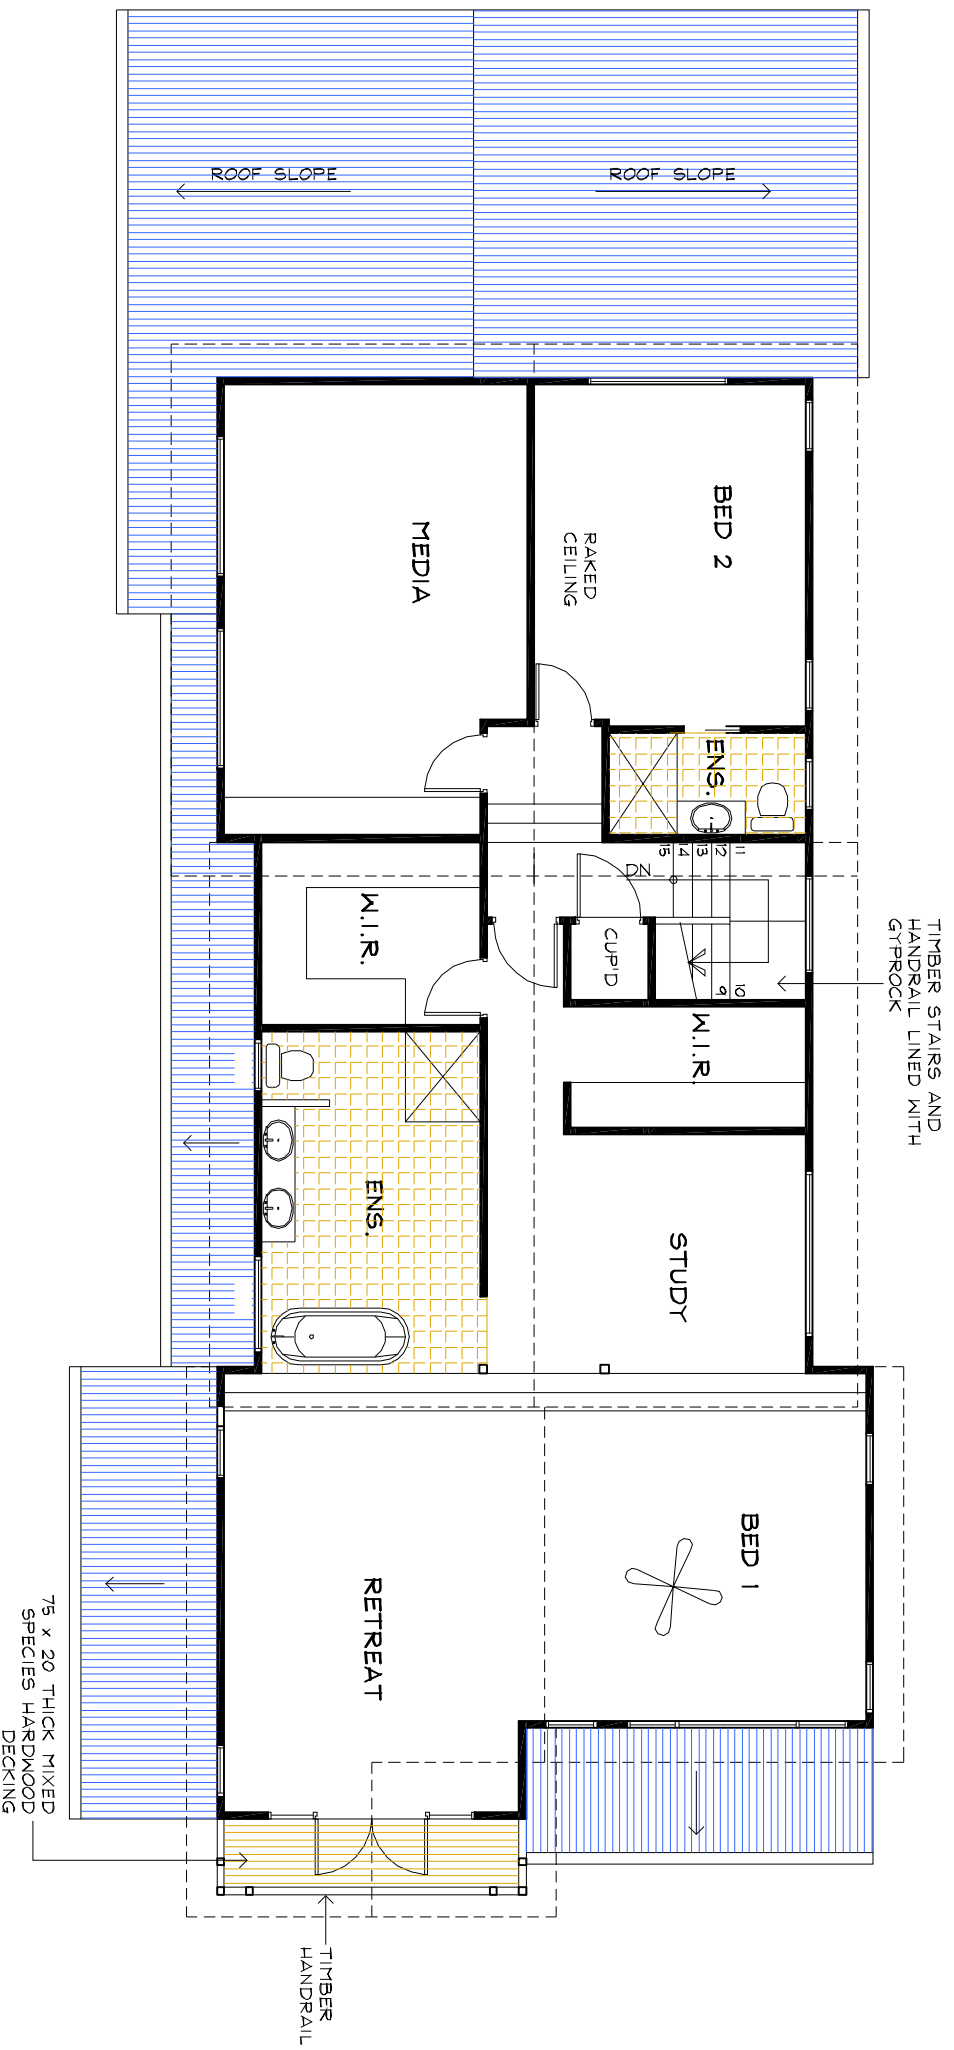 ROOF SLOPE
ROOF SLOPE
BED 2
RAKED
CEILING
MEDIA
ENS.
11
12
13
14
15
DN
TIMBER STAIRS AND
HANDRAIL LINED WITH
GYPROCK
W.I.R.
CUP'D
10
9
W.I.R.
ENS.
STUDY
BED 1
RETREAT
75 x 20 THICK MIXED
SPECIES HARDWOOD
DECKING
TIMBER
HANDRAIL